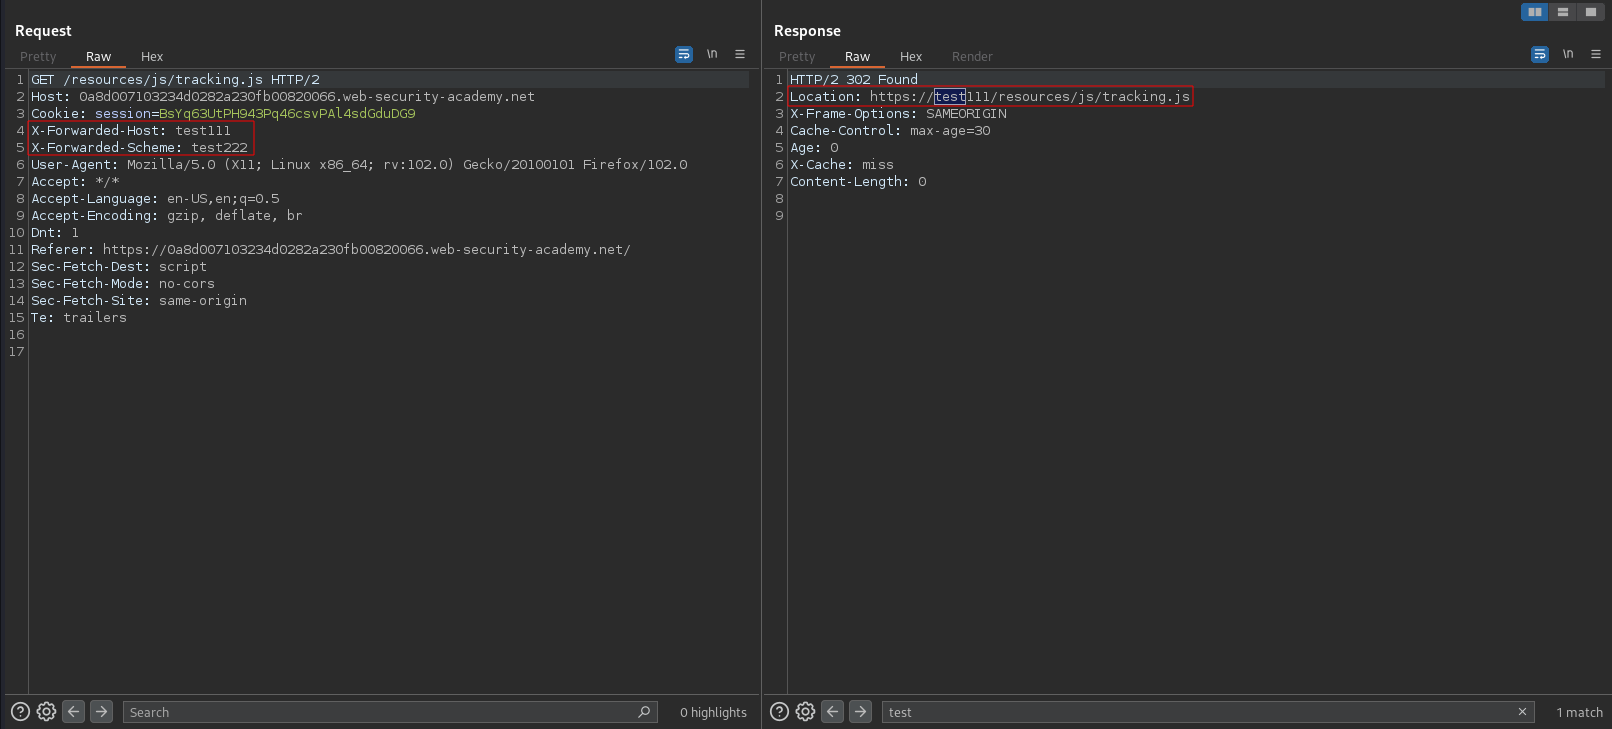 Request
Pretty Raw Hex \n
1 GET /resources/js/tracking.js HTTP/2
2 Host: 0a8d007103234d0282a230fb00820066.web-security-academy.net
3 Cookie: session=BsYq63UtPH943Pq46csvPAl4sdGduDG9
4 X-Forwarded-Host: test111
5 X-Forwarded-Scheme: test222
6 User-Agent: Mozilla/5.0 (X11; Linux x86_64; rv:102.0) Gecko/20100101 Firefox/102.0
7 Accept: */*
8 Accept-Language: en-US,en;q=0.5
9 Accept-Encoding: gzip, deflate, br
10 Dnt: 1
11 Referer: https://0a8d007103234d0282a230fb00820066.web-security-academy.net/
12 Sec-Fetch-Dest: script
13 Sec-Fetch-Mode: no-cors
14 Sec-Fetch-Site: same-origin
15 Te: trailers
16
17
Search 0 highlights
Response
Pretty Raw Hex Render \n
1 HTTP/2 302 Found
2 Location: https://test111/resources/js/tracking.js
3 X-Frame-Options: SAMEORIGIN
4 Cache-Control: max-age=30
5 Age: 0
6 X-Cache: miss
7 Content-Length: 0
8
9
test 1 match